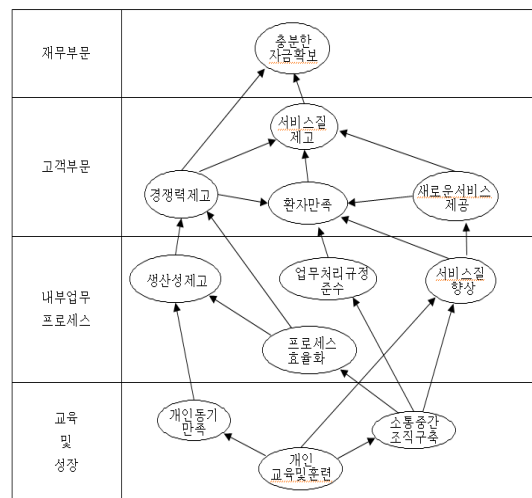 재무부문
충분한
자금확보
고객부문
서비스질
제고
경쟁력제고
환자만족
새로운서비스
제공
내부업무
프로세스
생산성제고
업무처리규정
준수
서비스질
향상
프로세스
효율화
교육
및
성장
개인동기
만족
개인
교육및훈련
소통중간
조직구축